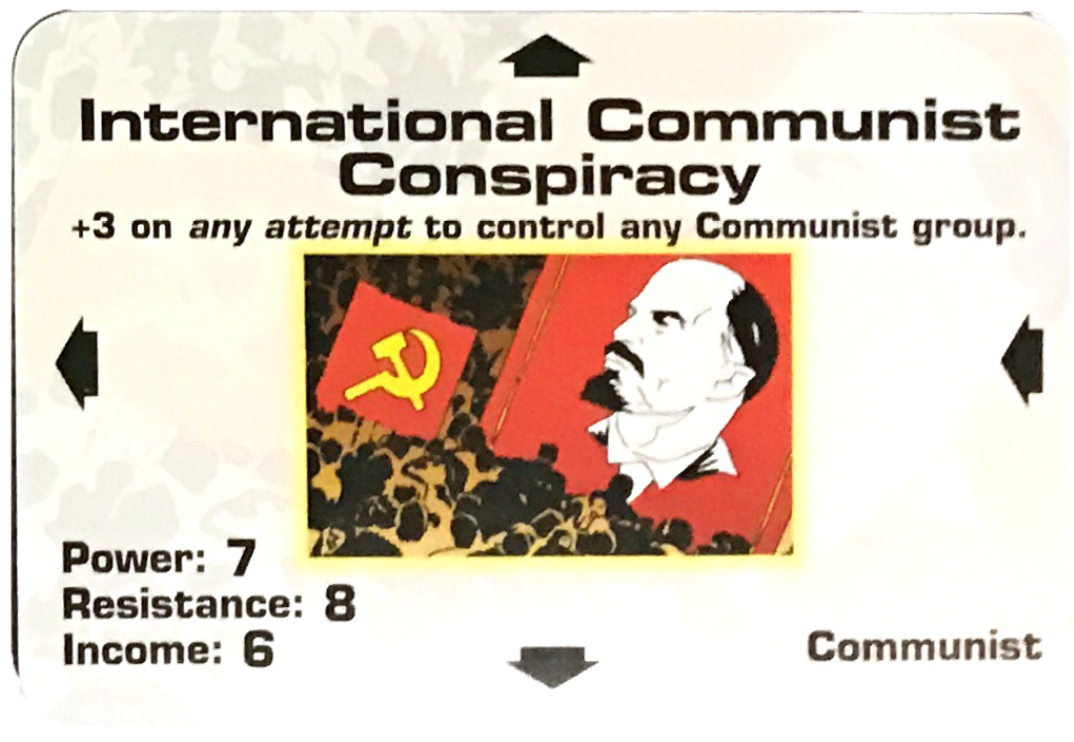 International Communist
Conspiracy
+3 on any attempt to control any Communist group.
Power: 7
Resistance: 8
Income: 6
Communist